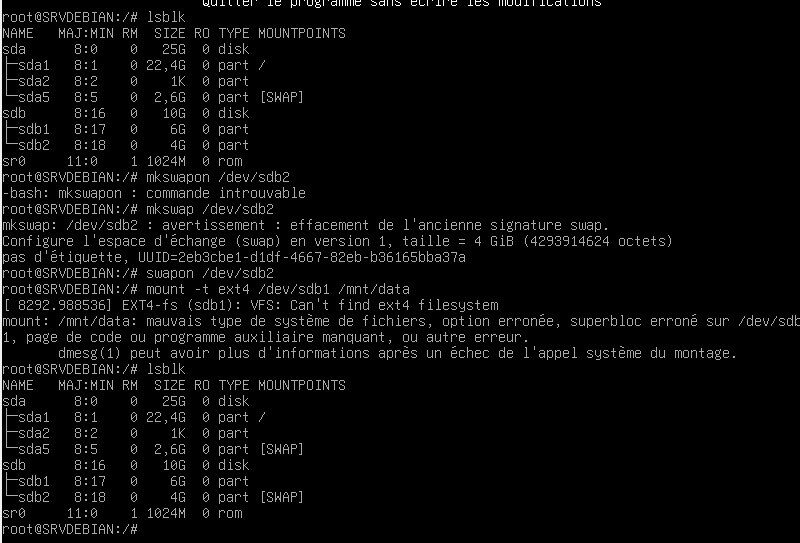 Quitter le programme sans écrire les modifications
root@SRVDEBIAN:/# lsblk
NAME   MAJ:MIN RM  SIZE RO TYPE MOUNTPOINTS
sda      8:0    0   25G  0 disk
├─sda1   8:1    0 22,4G  0 part /
├─sda2   8:2    0    1K  0 part
└─sda5   8:5    0  2,6G  0 part [SWAP]
sdb      8:16   0   10G  0 disk
├─sdb1   8:17   0    6G  0 part
└─sdb2   8:18   0    4G  0 part
sr0     11:0    1 1024M  0 rom
root@SRVDEBIAN:/# mkswapon /dev/sdb2
-bash: mkswapon : commande introuvable
root@SRVDEBIAN:/# mkswap /dev/sdb2
mkswap: /dev/sdb2 : avertissement : effacement de l'ancienne signature swap.
Configure l'espace d'échange (swap) en version 1, taille = 4 GiB (4293914624 octets)
pas d'étiquette, UUID=2eb3cbe1-d1df-4667-82eb-b36165bba37a
root@SRVDEBIAN:/# swapon /dev/sdb2
root@SRVDEBIAN:/# mount -t ext4 /dev/sdb1 /mnt/data
[ 8292.988536] EXT4-fs (sdb1): VFS: Can't find ext4 filesystem
mount: /mnt/data: mauvais type de système de fichiers, option erronée, superbloc erroné sur /dev/sdb
1, page de code ou programme auxiliaire manquant, ou autre erreur.
       dmesg(1) peut avoir plus d'informations après un échec de l'appel système du montage.
root@SRVDEBIAN:/# lsblk
NAME   MAJ:MIN RM  SIZE RO TYPE MOUNTPOINTS
sda      8:0    0   25G  0 disk
├─sda1   8:1    0 22,4G  0 part /
├─sda2   8:2    0    1K  0 part
└─sda5   8:5    0  2,6G  0 part [SWAP]
sdb      8:16   0   10G  0 disk
├─sdb1   8:17   0    6G  0 part
└─sdb2   8:18   0    4G  0 part [SWAP]
sr0     11:0    1 1024M  0 rom
root@SRVDEBIAN:/#